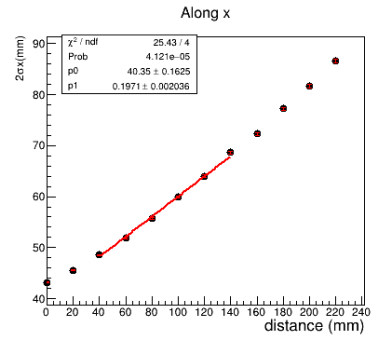 Along x
χ² / ndf 25.43 / 4
Prob 4.121e−05
p0 40.35 ± 0.1625
p1 0.1971 ± 0.002036
2σx(mm)
90
80
70
60
50
40
0 20 40 60 80 100 120 140 160 180 200 220 240
distance (mm)